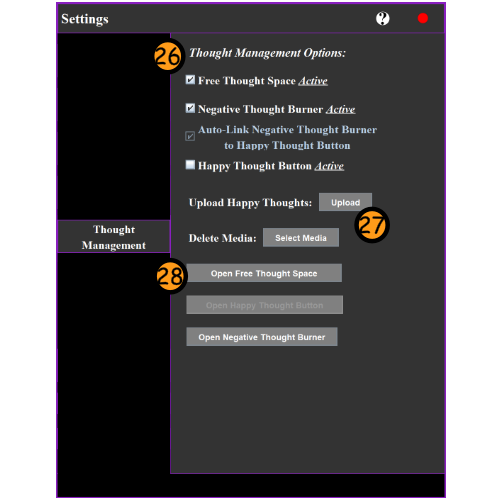 Settings
?
26
Thought Management Options:
Free Thought Space Active
Negative Thought Burner Active
Auto-Link Negative Thought Burner
to Happy Thought Button
Happy Thought Button Active
Upload Happy Thoughts: Upload
27
Thought
Management
Delete Media: Select Media
28
Open Free Thought Space
Open Happy Thought Button
Open Negative Thought Burner